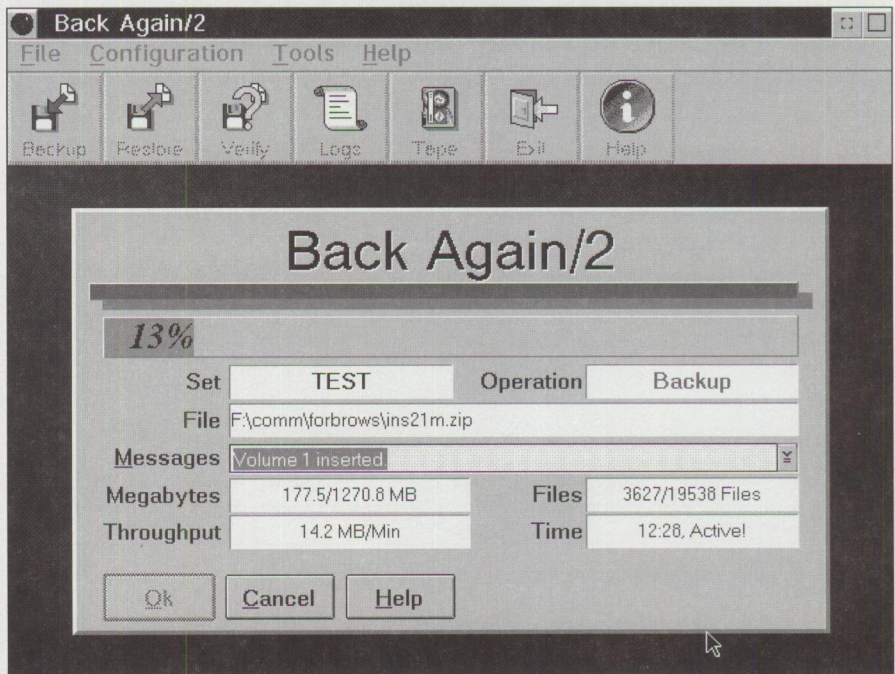 Back Again/2
File Configuration Tools Help
Backup Restore Verify Logs Tape Exit Help
Back Again/2
13%
Set TEST Operation Backup
File F:\comm\forbrows\ins21m.zip
Messages Volume 1 inserted.
Megabytes 177.5/1270.8 MB Files 3627/19538 Files
Throughput 14.2 MB/Min Time 12:28, Active!
Ok Cancel Help